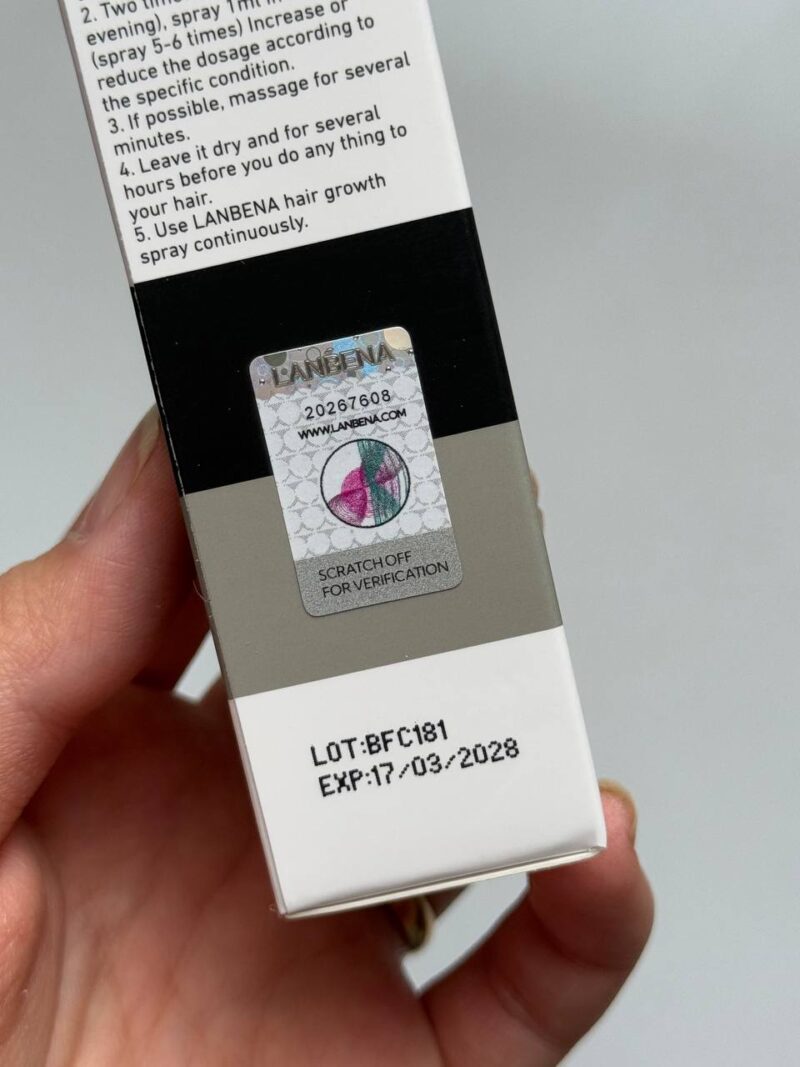 2. Two
evening), spray 1ml
(spray 5-6 times) Increase or
reduce the dosage according to
the specific condition.
3. If possible, massage for several
minutes.
4. Leave it dry and for several
hours before you do any thing to
your hair.
5. Use LANBENA hair growth
spray continuously.
LANBENA
20267608
WWW.LANBENA.COM
SCRATCH OFF
FOR VERIFICATION
LOT:BFC181
EXP:17/03/2028